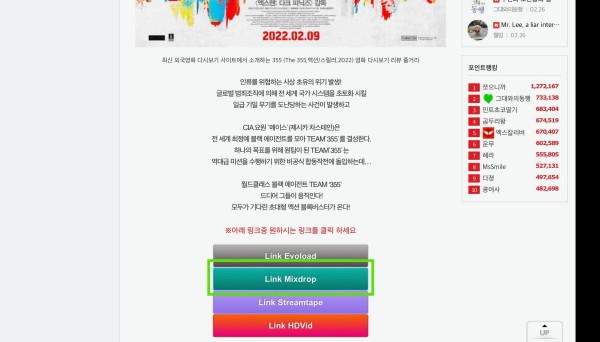 <엑스맨: 다크 피닉스> 감독
2022.02.09
최신 외국영화 다시보기 사이트에서 소개하는 355 (The 355,액션/스릴러,2022) 영화 다시보기 리뷰 줄거리
인류를 위협하는 사상 초유의 위기 발생!
글로벌 범죄조직에 의해 전 세계 국가 시스템을 초토화 시킬
일급 기밀 무기를 도난당하는 사건이 발생하고
CIA 요원 '메이스'(제시카 차스테인)은
전 세계 최정예 블랙 에이전트를 모아 TEAM '355'를 결성한다.
하나의 목표를 위해 원팀이 된 TEAM '355'는
역대급 미션을 수행하기 위한 비공식 합동작전에 돌입하는데…
월드클래스 블랙 에이전트 TEAM '355'
드디어 그들이 움직인다!
모두가 기다린 초대형 액션 블록버스터가 온다!
※아래 링크중 원하시는 링크를 클릭 하세요
Link Evoload
Link Mixdrop
Link Streamtape
Link HDVid
동행
그대와의동행 | 02.26
N Mr. Lee, a liar inter…
웰킹 | 02.26
포인트랭킹
1 쪼으니까 1,272,167
2 그대와의동행 733,138
3 민트초코딸기 683,404
4 곰두리왕 674,519
5 엑스칼리버 670,407
6 운무 602,589
7 헤라 555,805
8 MsSmile 527,131
9 다정 497,654
10 콩여사 482,698
UP